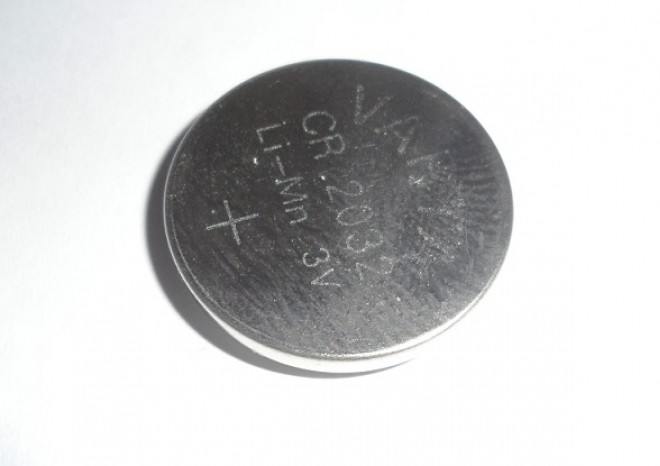 VARTA
CR 2032
Li-Mn 3V
+